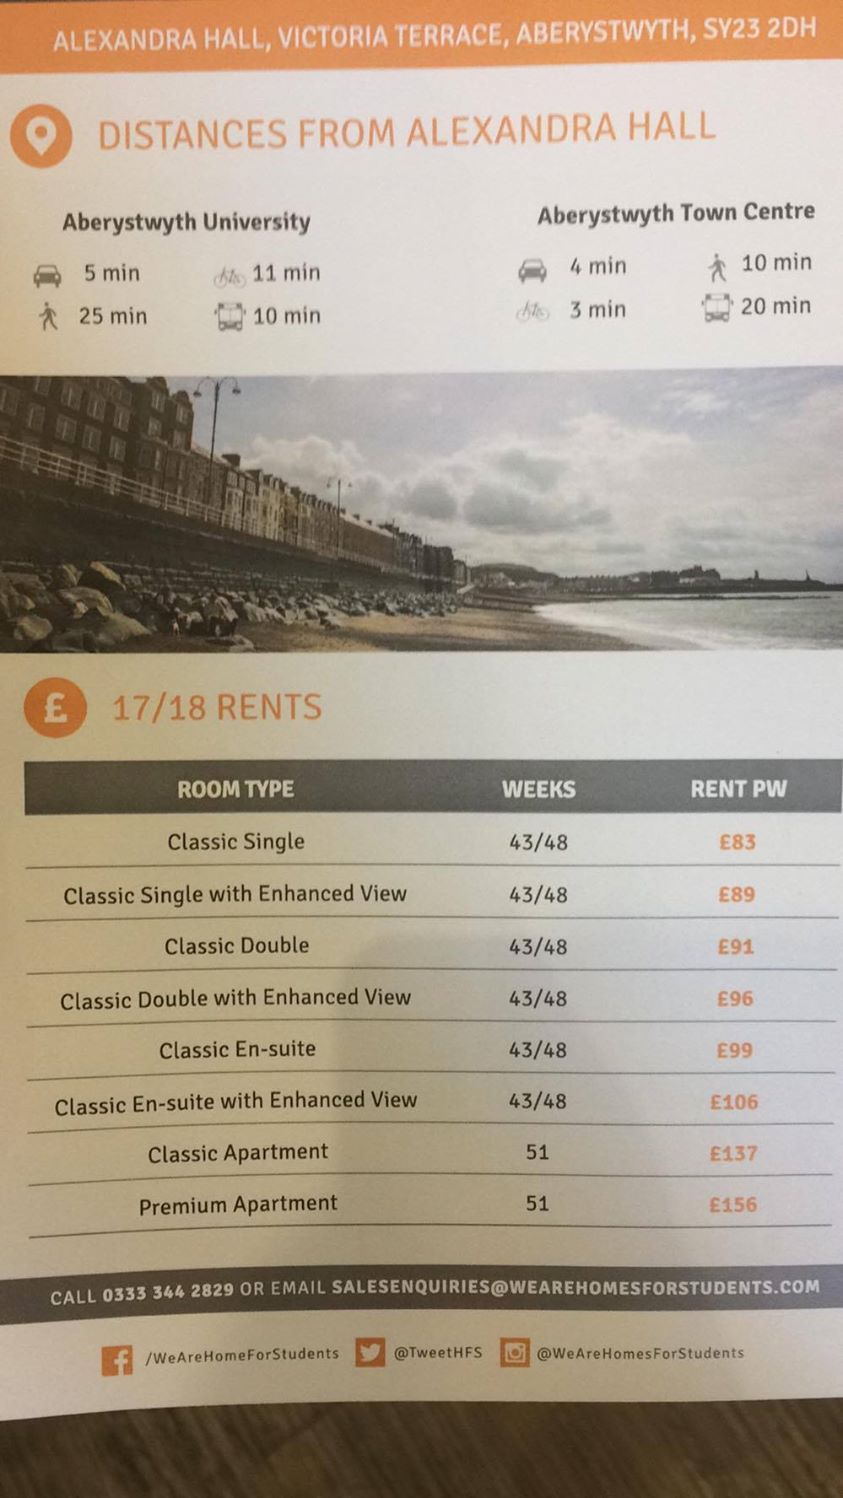 ALEXANDRA HALL, VICTORIA TERRACE, ABERYSTWYTH, SY23 2DH
DISTANCES FROM ALEXANDRA HALL
Aberystwyth University
5 min 11 min
25 min 10 min
Aberystwyth Town Centre
4 min 10 min
3 min 20 min
£ 17/18 RENTS
ROOM TYPE WEEKS RENT PW
Classic Single 43/48 £83
Classic Single with Enhanced View 43/48 £89
Classic Double 43/48 £91
Classic Double with Enhanced View 43/48 £96
Classic En-suite 43/48 £99
Classic En-suite with Enhanced View 43/48 £106
Classic Apartment 51 £137
Premium Apartment 51 £156
CALL 0333 344 2829 OR EMAIL SALESENQUIRIES@WEAREHOMESFORSTUDENTS.COM
/WeAreHomeForStudents @TweetHFS @WeAreHomesForStudents